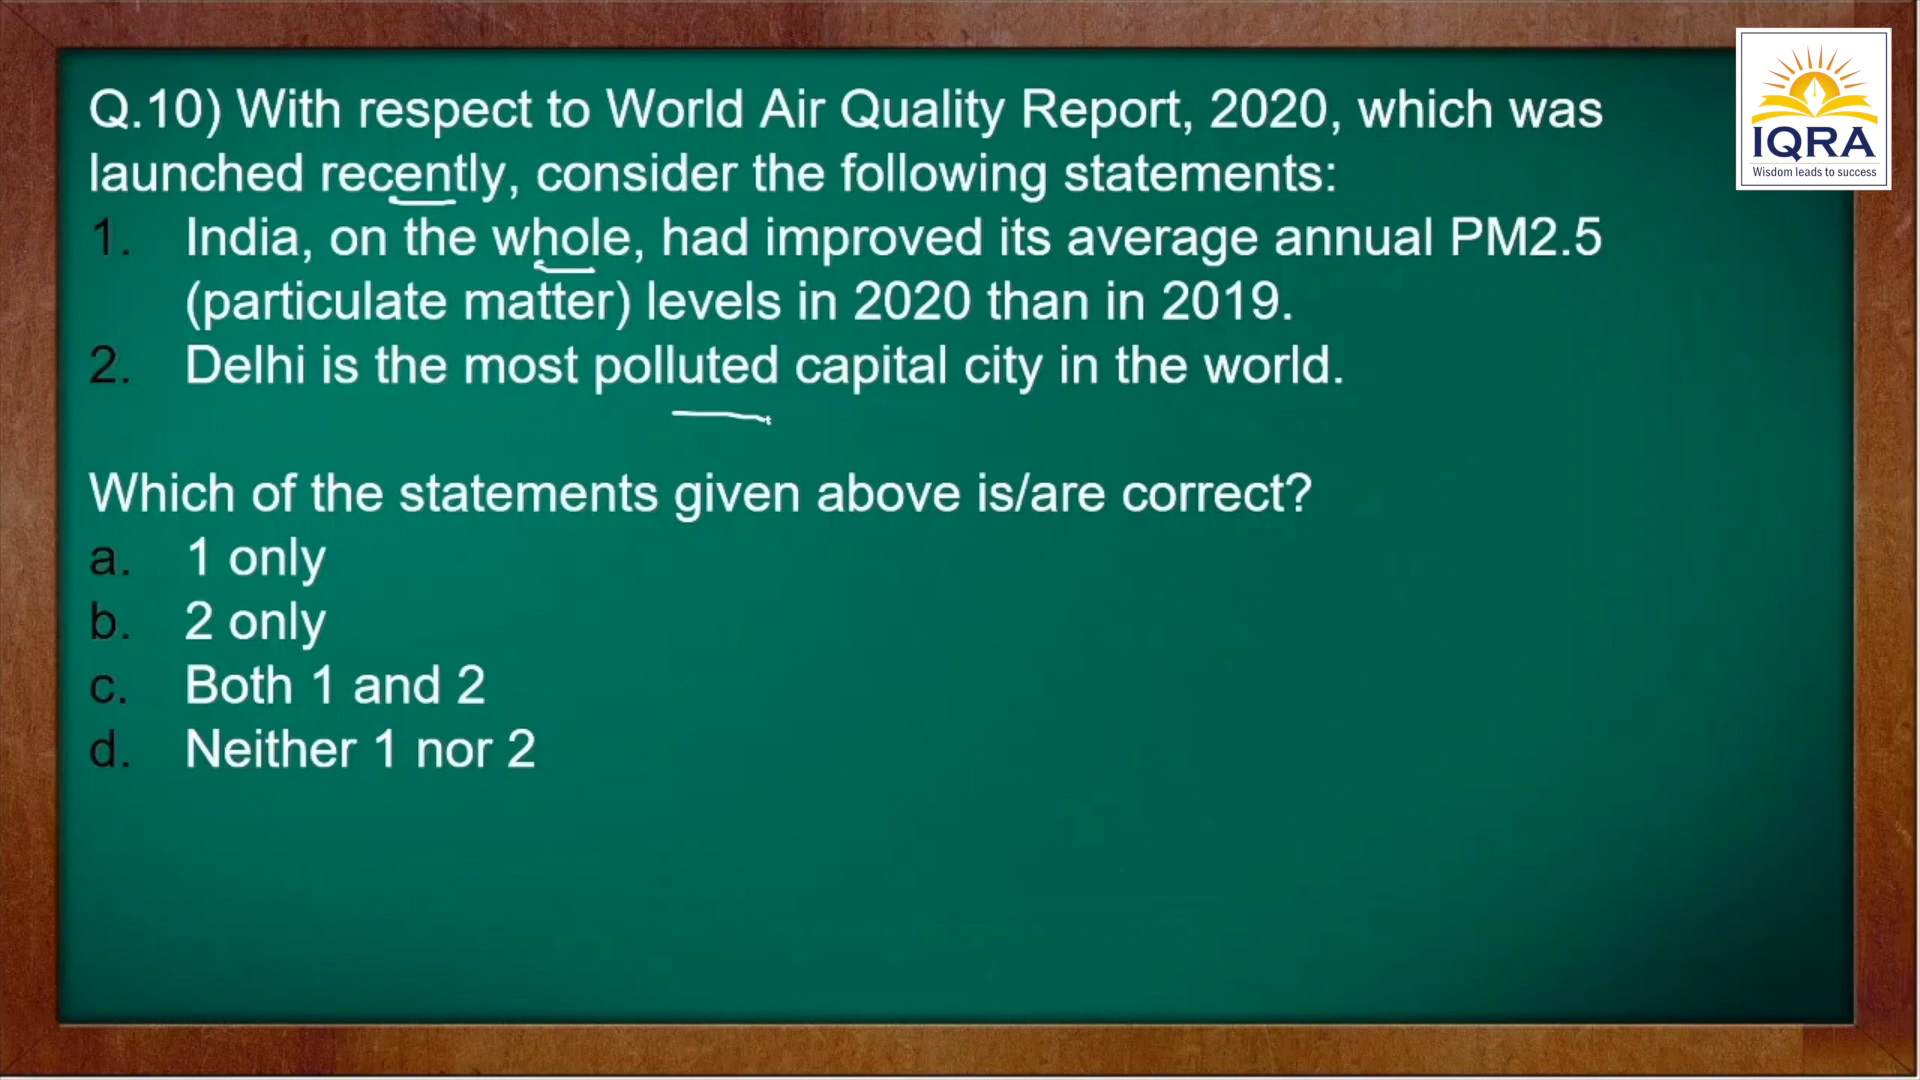 Q.10) With respect to World Air Quality Report, 2020, which was
launched recently, consider the following statements:
1. India, on the whole, had improved its average annual PM2.5
(particulate matter) levels in 2020 than in 2019.
2. Delhi is the most polluted capital city in the world.
Which of the statements given above is/are correct?
a. 1 only
b. 2 only
c. Both 1 and 2
d. Neither 1 nor 2
IQRA
Wisdom leads to success